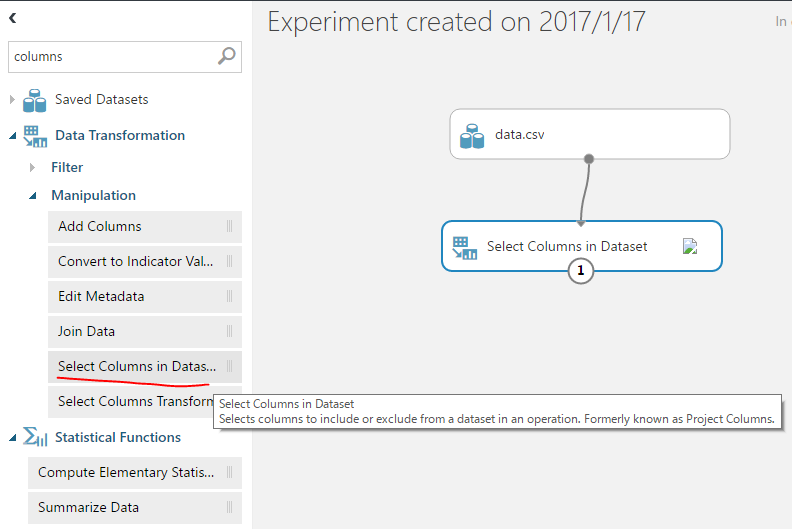 Experiment created on 2017/1/17
In
columns
Saved Datasets
Data Transformation
Filter
Manipulation
Add Columns
Convert to Indicator Val...
Edit Metadata
Join Data
Select Columns in Datas...
Select Columns Transform
Statistical Functions
Compute Elementary Statis...
Summarize Data
data.csv
Select Columns in Dataset
1
Select Columns in Dataset
Selects columns to include or exclude from a dataset in an operation. Formerly known as Project Columns.